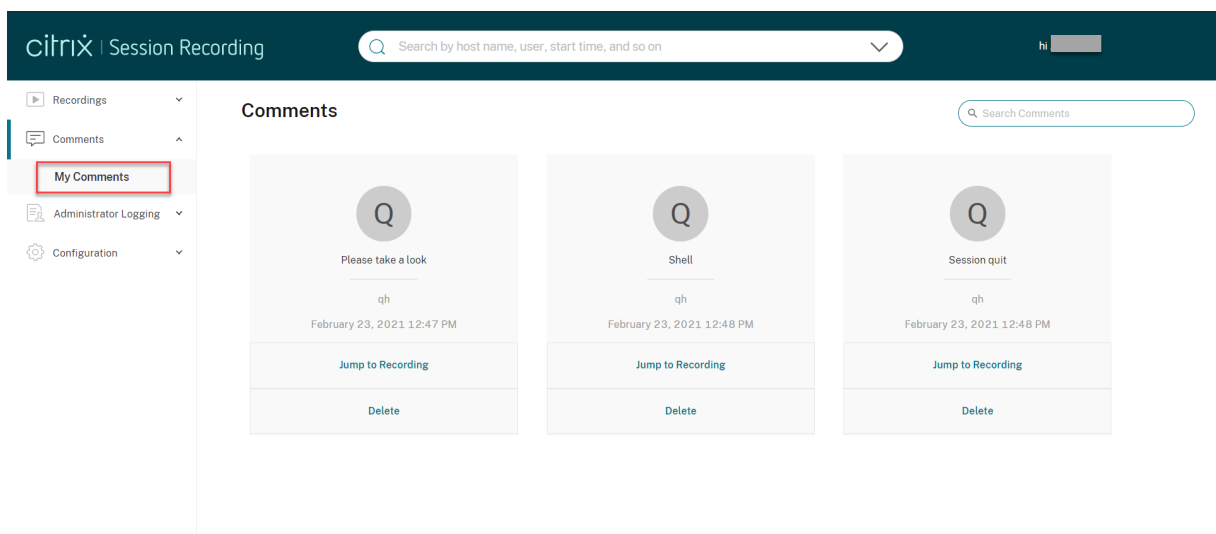 citrix | Session Recording
Search by host name, user, start time, and so on
hi
Recordings
Comments
My Comments
Administrator Logging
Configuration
Comments
Search Comments
Q
Please take a look
qh
February 23, 2021 12:47 PM
Jump to Recording
Delete
Q
Shell
qh
February 23, 2021 12:48 PM
Jump to Recording
Delete
Q
Session quit
qh
February 23, 2021 12:48 PM
Jump to Recording
Delete